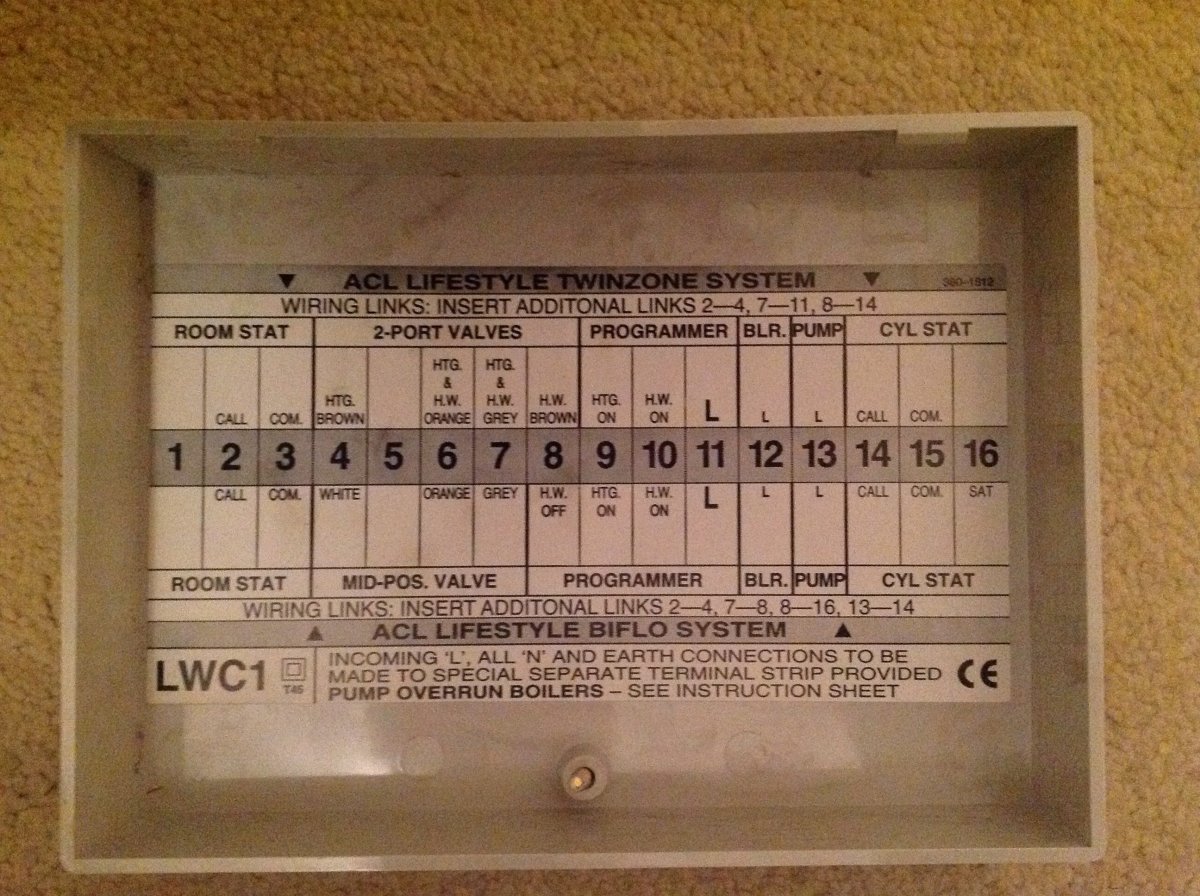 ▼ ACL LIFESTYLE TWINZONE SYSTEM ▼ 360-1812
WIRING LINKS: INSERT ADDITONAL LINKS 2—4, 7—11, 8—14
ROOM STAT 2-PORT VALVES PROGRAMMER BLR. PUMP CYL STAT
HTG. HTG.
& &
HTG. H.W. H.W. H.W. HTG. H.W.
CALL COM. BROWN ORANGE GREY BROWN ON ON L L L CALL COM.
1 2 3 4 5 6 7 8 9 10 11 12 13 14 15 16
CALL COM. WHITE ORANGE GREY H.W. HTG. H.W. L L L CALL COM. SAT
OFF ON ON
ROOM STAT MID-POS. VALVE PROGRAMMER BLR. PUMP CYL STAT
WIRING LINKS: INSERT ADDITONAL LINKS 2—4, 7—8, 8—16, 13—14
▲ ACL LIFESTYLE BIFLO SYSTEM ▲
LWC1 T45
INCOMING 'L', ALL 'N' AND EARTH CONNECTIONS TO BE
MADE TO SPECIAL SEPARATE TERMINAL STRIP PROVIDED
PUMP OVERRUN BOILERS – SEE INSTRUCTION SHEET
CE